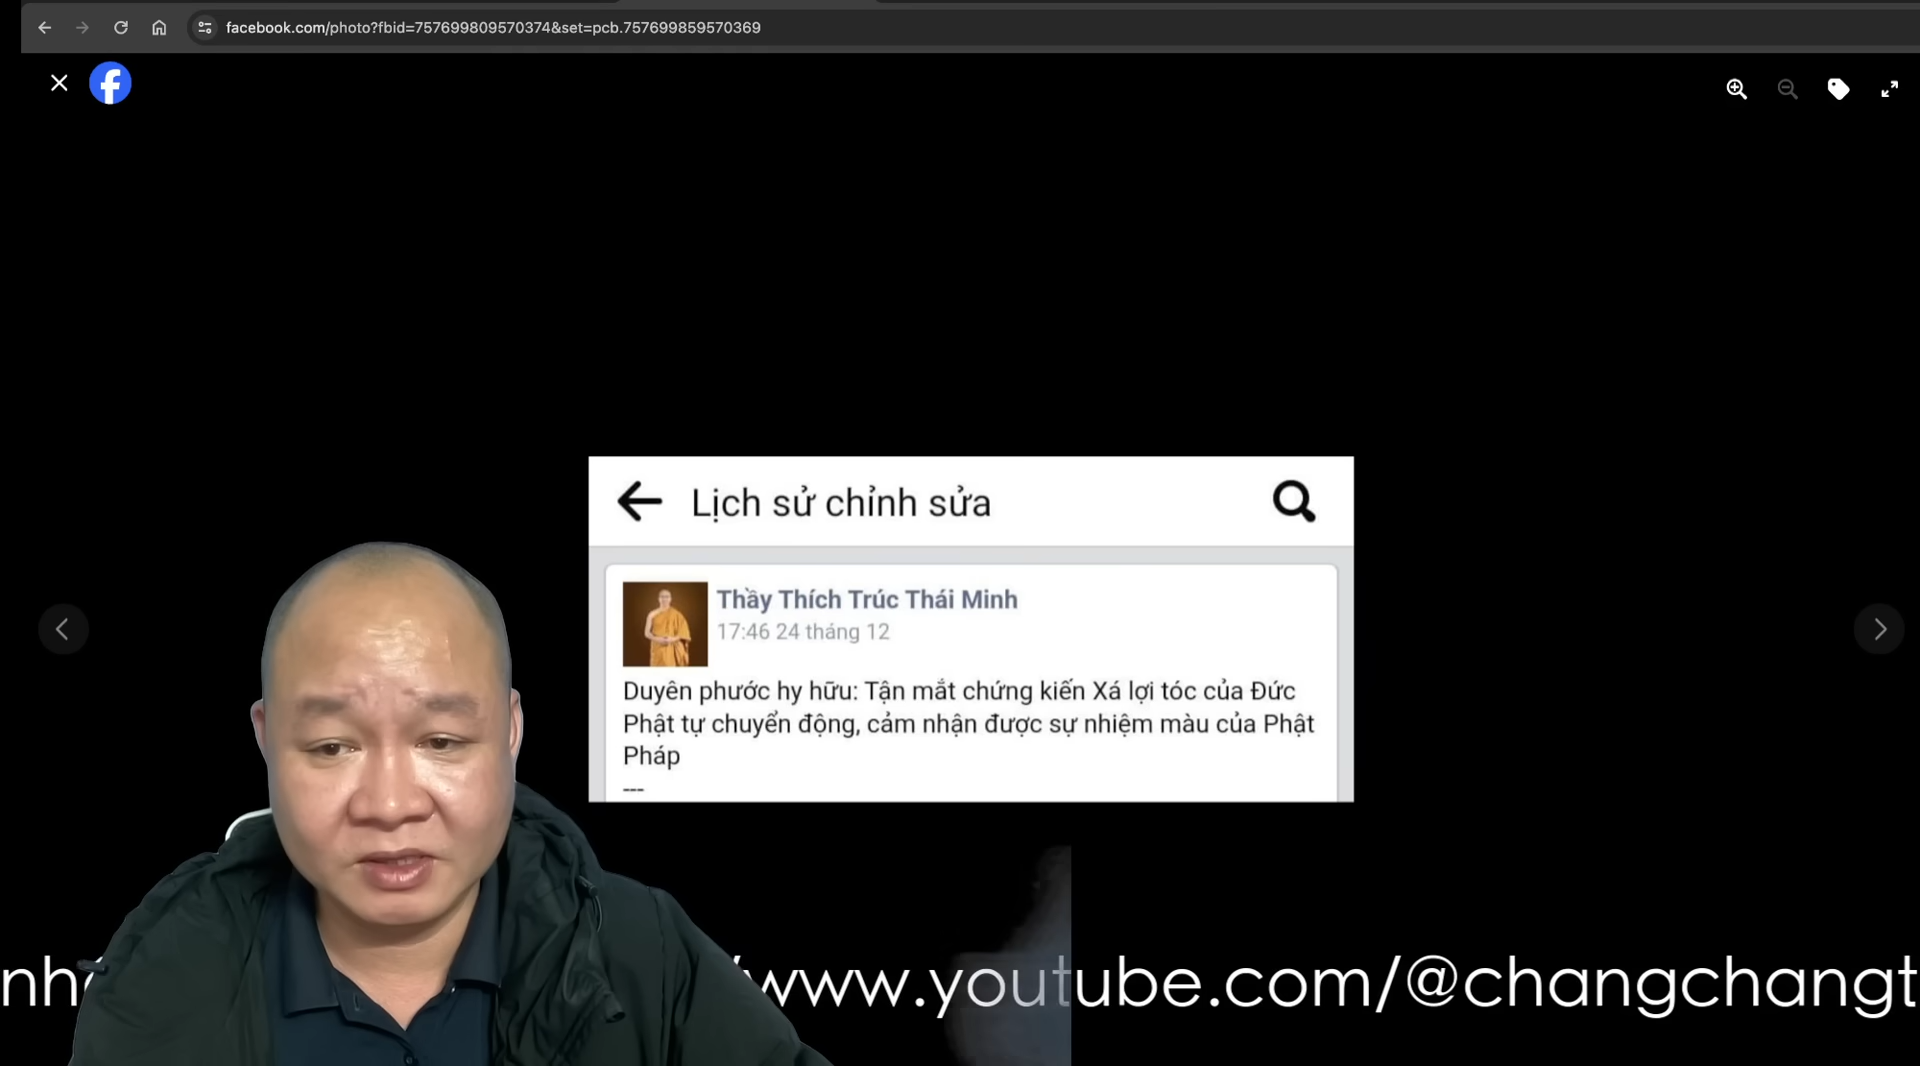 facebook.com/photo?fbid=757699809570374&set=pcb.757699859570369
Lịch sử chỉnh sửa
Thầy Thích Trúc Thái Minh
17:46 24 tháng 12
Duyên phước hy hữu: Tận mắt chứng kiến Xá lợi tóc của Đức
Phật tự chuyển động, cảm nhận được sự nhiệm màu của Phật
Pháp
---
www.youtube.com/@changchangt